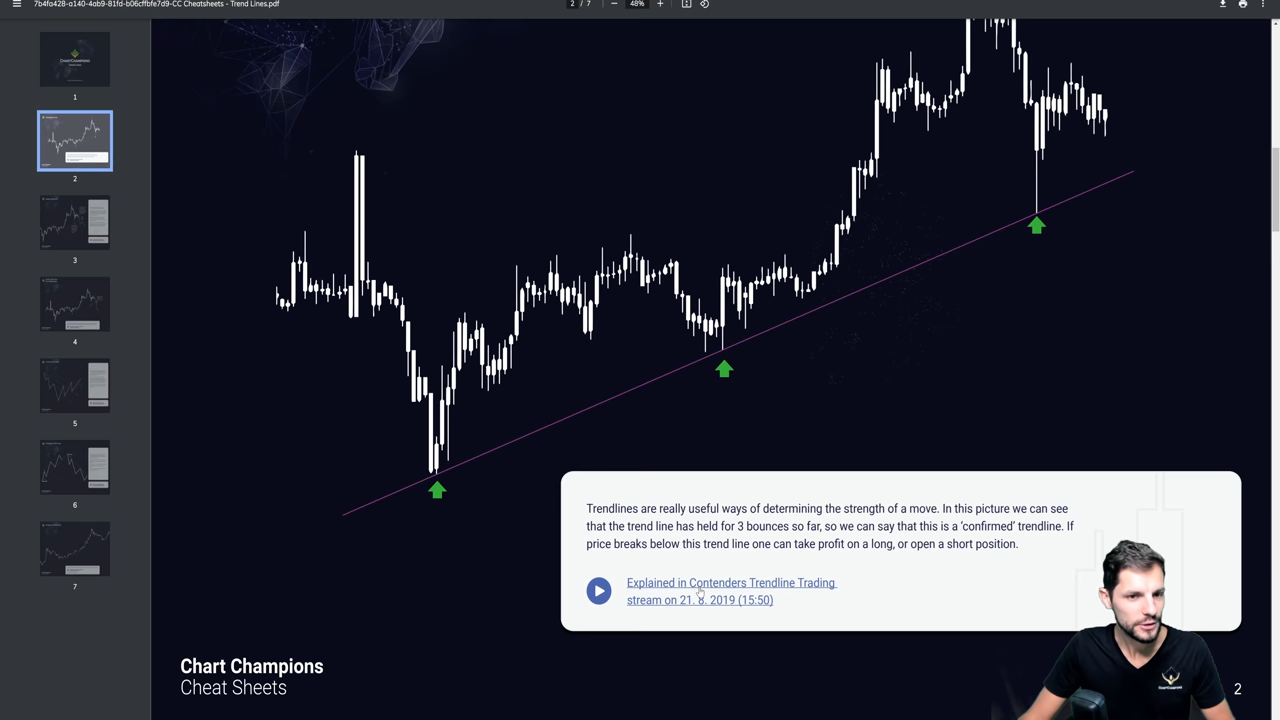 7b4fa428-a140-4ab9-81fd-b06cffbfe7d9-CC Cheatsheets - Trend Lines.pdf
2 / 7
48%
1
2
3
4
5
6
7
Trendlines are really useful ways of determining the strength of a move. In this picture we can see
that the trend line has held for 3 bounces so far, so we can say that this is a ‘confirmed’ trendline. If
price breaks below this trend line one can take profit on a long, or open a short position.
Explained in Contenders Trendline Trading
stream on 21. 8. 2019 (15:50)
Chart Champions
Cheat Sheets
2